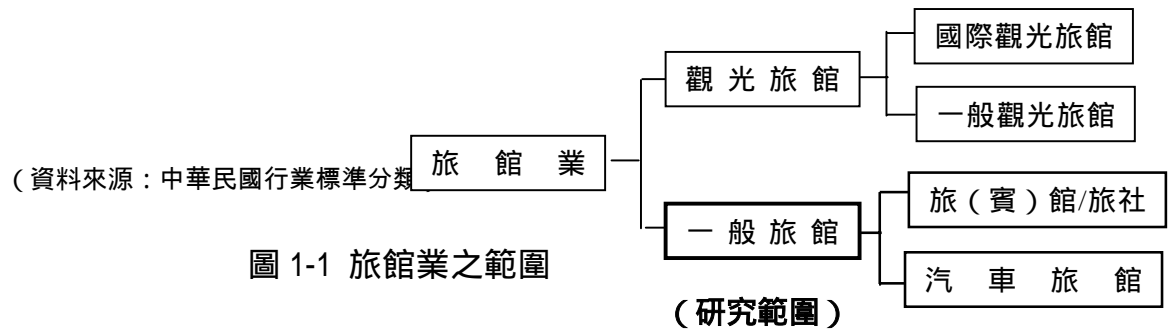 國際觀光旅館
觀 光 旅 館
一般觀光旅館
旅 館 業
（資料來源：中華民國行業標準分類）
旅（賓）館/旅社
一 般 旅 館
圖 1-1 旅館業之範圍
汽 車 旅 館
（研究範圍）